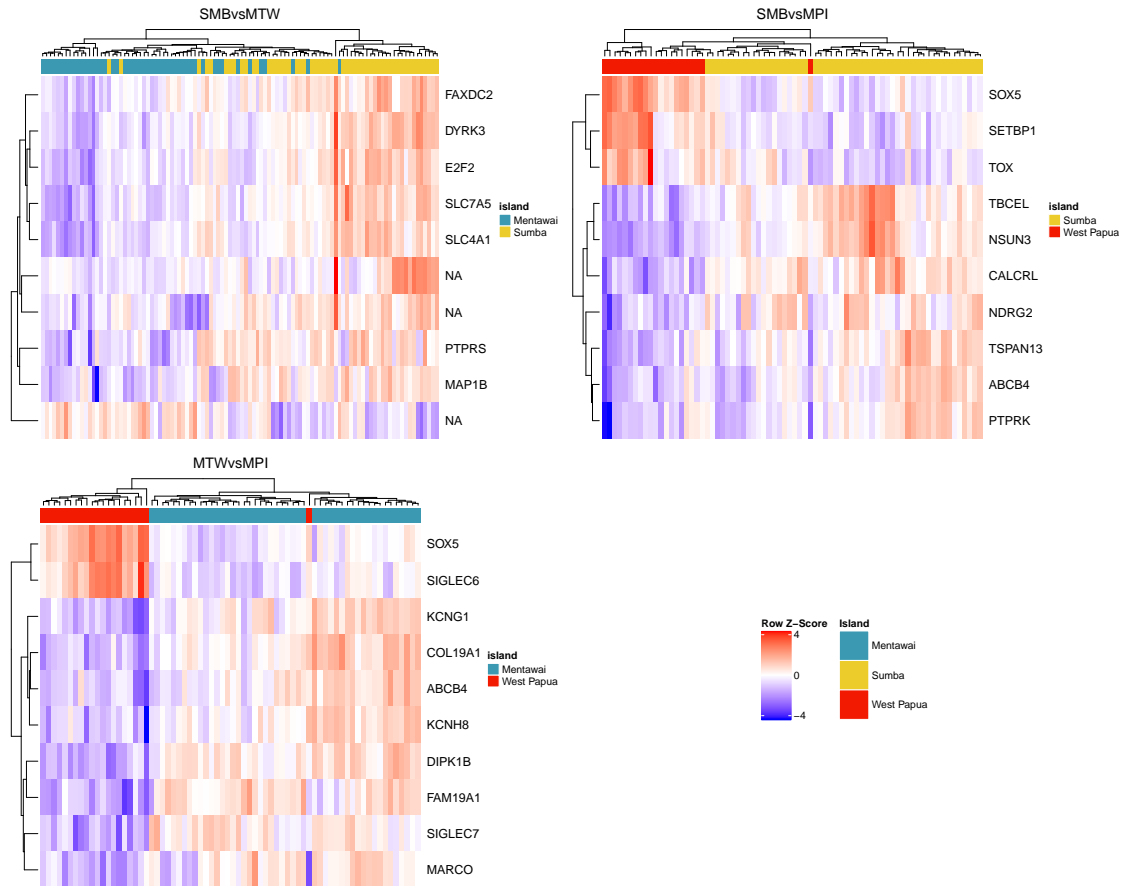 SMBvsMTW
FAXDC2
DYRK3
E2F2
SLC7A5
SLC4A1
NA
NA
PTPRS
MAP1B
NA
island
Mentawai
Sumba
SMBvsMPI
SOX5
SETBP1
TOX
TBCEL
NSUN3
CALCRL
NDRG2
TSPAN13
ABCB4
PTPRK
island
Sumba
West Papua
MTWvsMPI
SOX5
SIGLEC6
KCNG1
COL19A1
ABCB4
KCNH8
DIPK1B
FAM19A1
SIGLEC7
MARCO
island
Mentawai
West Papua
Row Z-Score
4
0
−4
Island
Mentawai
Sumba
West Papua